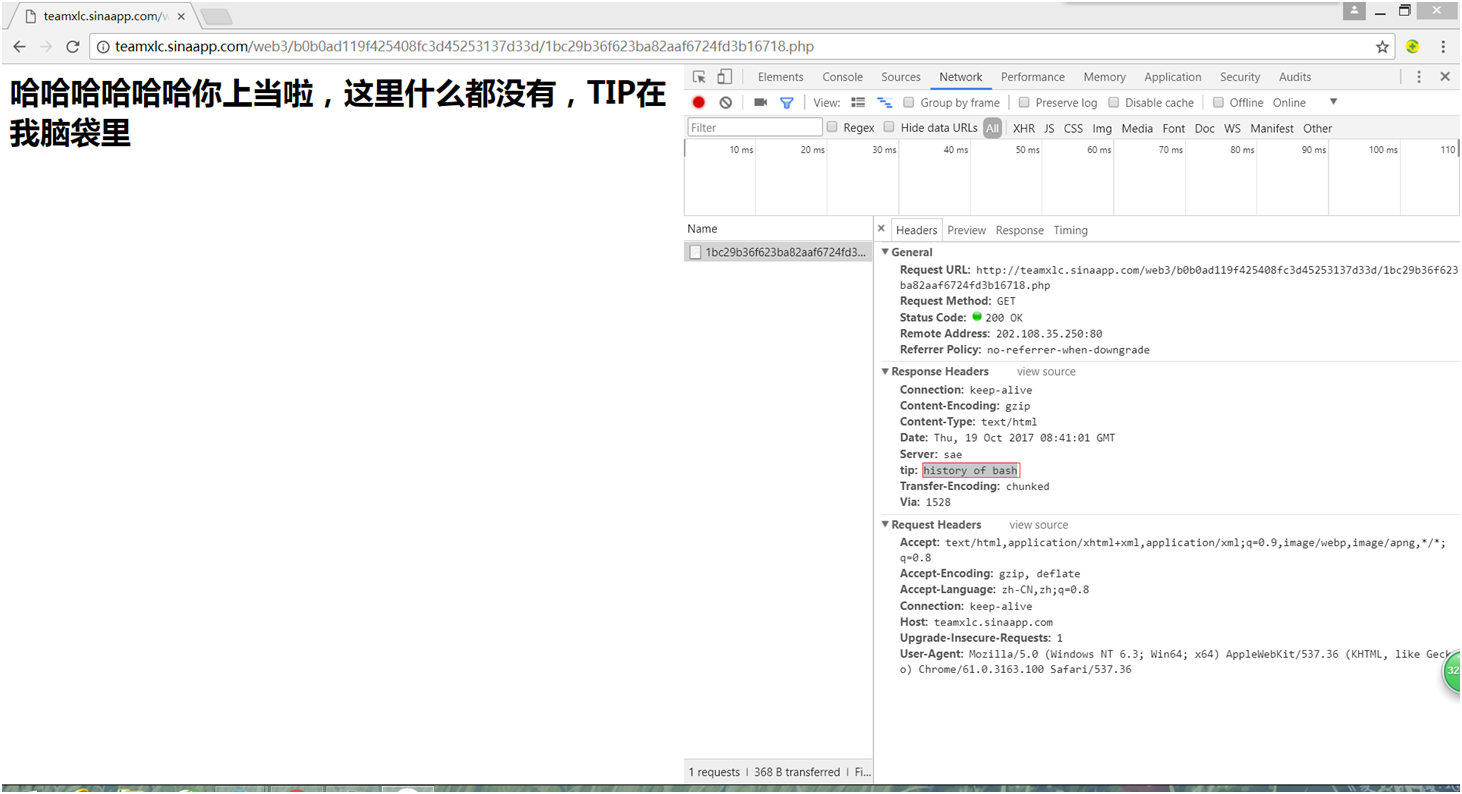 teamxlc.sinaapp.com/w
teamxlc.sinaapp.com/web3/b0b0ad119f425408fc3d45253137d33d/1bc29b36f623ba82aaf6724fd3b16718.php
哈哈哈哈哈哈你上当啦，这里什么都没有，TIP在
我脑袋里
Elements Console Sources Network Performance Memory Application Security Audits
View: Group by frame Preserve log Disable cache Offline Online
Filter Regex Hide data URLs All XHR JS CSS Img Media Font Doc WS Manifest Other
10 ms 20 ms 30 ms 40 ms 50 ms 60 ms 70 ms 80 ms 90 ms 100 ms 110
Name
1bc29b36f623ba82aaf6724fd3...
Headers Preview Response Timing
General
Request URL: http://teamxlc.sinaapp.com/web3/b0b0ad119f425408fc3d45253137d33d/1bc29b36f623
ba82aaf6724fd3b16718.php
Request Method: GET
Status Code: 200 OK
Remote Address: 202.108.35.250:80
Referrer Policy: no-referrer-when-downgrade
Response Headers view source
Connection: keep-alive
Content-Encoding: gzip
Content-Type: text/html
Date: Thu, 19 Oct 2017 08:41:01 GMT
Server: sae
tip: history of bash
Transfer-Encoding: chunked
Via: 1528
Request Headers view source
Accept: text/html,application/xhtml+xml,application/xml;q=0.9,image/webp,image/apng,*/*;
q=0.8
Accept-Encoding: gzip, deflate
Accept-Language: zh-CN,zh;q=0.8
Connection: keep-alive
Host: teamxlc.sinaapp.com
Upgrade-Insecure-Requests: 1
User-Agent: Mozilla/5.0 (Windows NT 6.3; Win64; x64) AppleWebKit/537.36 (KHTML, like Geck
o) Chrome/61.0.3163.100 Safari/537.36
1 requests | 368 B transferred | Fi...